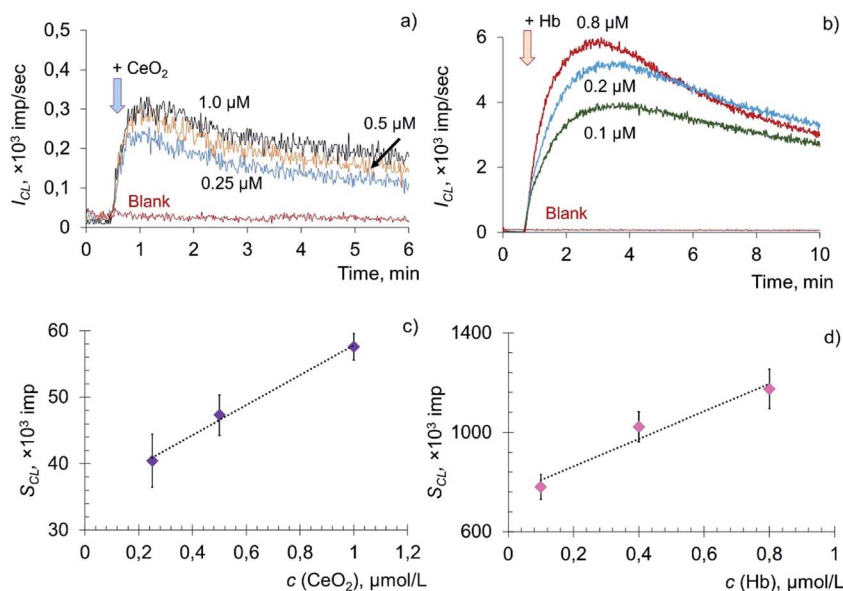 a)
0,5
0,4
0,3
0,2
0,1
0
I_CL, ×10³ imp/sec
+ CeO₂
1.0 µM
0.5 µM
0.25 µM
Blank
0 1 2 3 4 5 6
Time, min
b)
6
4
2
0
I_CL, ×10³ imp/sec
+ Hb
0.8 µM
0.2 µM
0.1 µM
Blank
0 2 4 6 8 10
Time, min
c)
60
50
40
30
S_CL, ×10³ imp
0 0,2 0,4 0,6 0,8 1 1,2
c (CeO₂), µmol/L
d)
1400
1000
600
S_CL, ×10³ imp
0 0,2 0,4 0,6 0,8 1
c (Hb), µmol/L